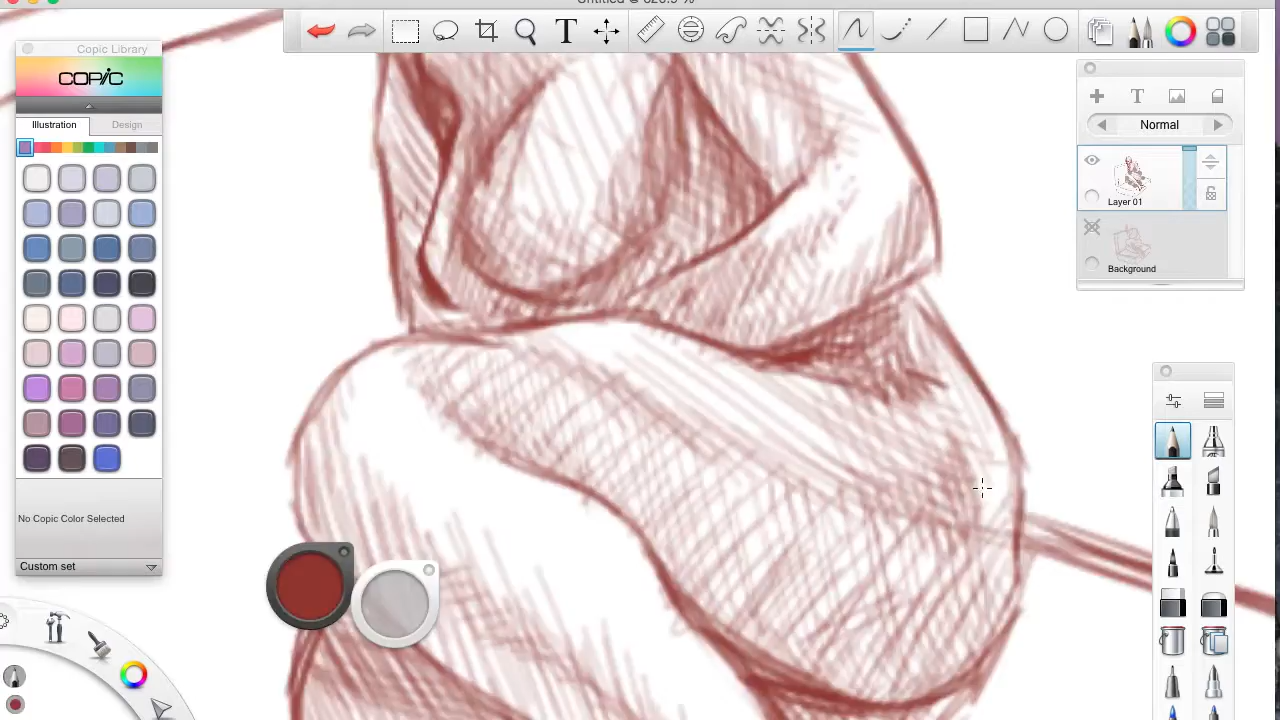 Copic Library
COPIC
Illustration
Design
T
T
Normal
Layer 01
Background
No Copic Color Selected
Custom set